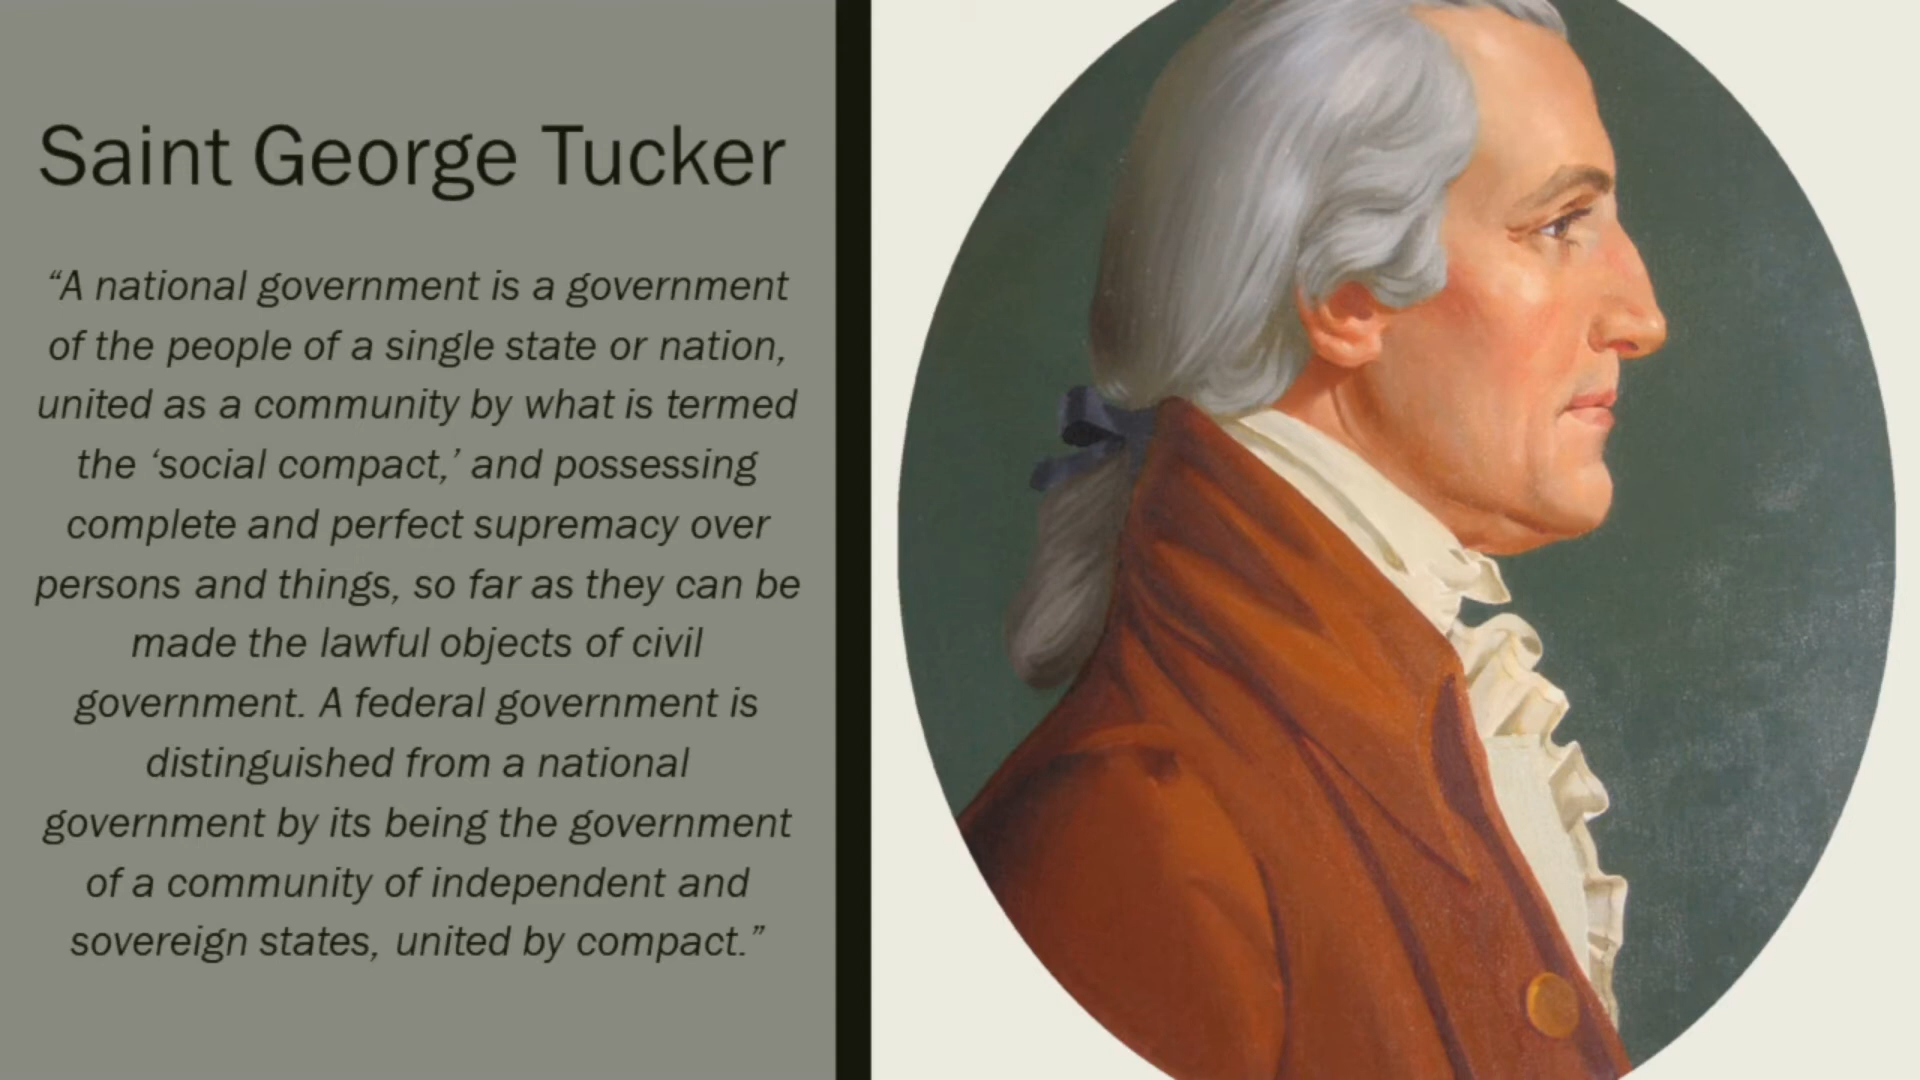 Saint George Tucker
“A national government is a government
of the people of a single state or nation,
united as a community by what is termed
the ‘social compact,’ and possessing
complete and perfect supremacy over
persons and things, so far as they can be
made the lawful objects of civil
government. A federal government is
distinguished from a national
government by its being the government
of a community of independent and
sovereign states, united by compact.”